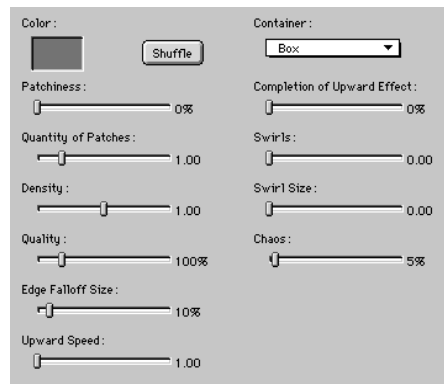 Color:
Shuffle
Patchiness:
0%
Quantity of Patches:
1.00
Density:
1.00
Quality:
100%
Edge Falloff Size:
10%
Upward Speed:
1.00
Container:
Box
Completion of Upward Effect:
0%
Swirls:
0.00
Swirl Size:
0.00
Chaos:
5%